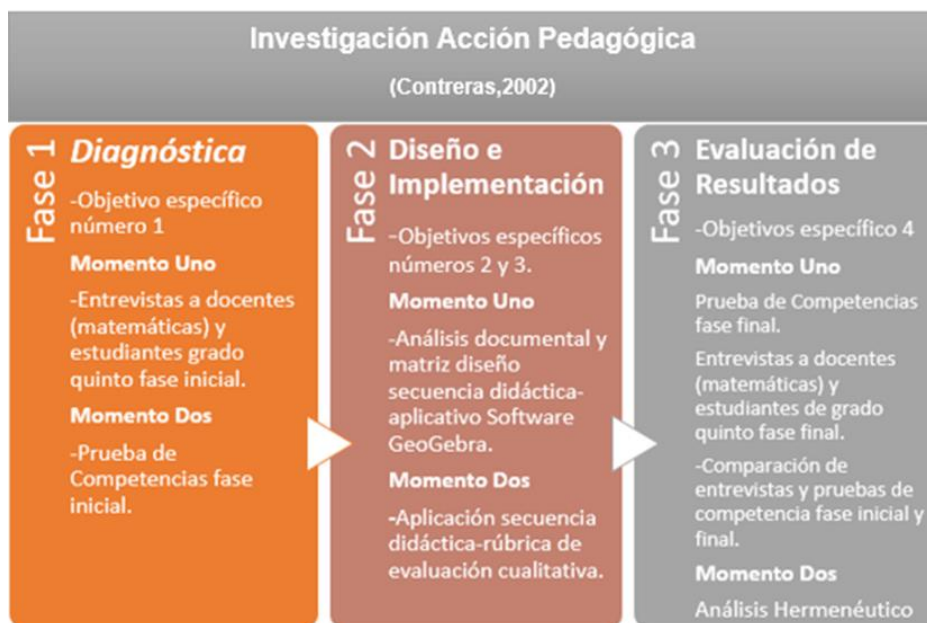 Investigación Acción Pedagógica
(Contreras,2002)
Fase 1
Diagnóstica
-Objetivo específico
número 1
Momento Uno
-Entrevistas a docentes
(matemáticas) y
estudiantes grado
quinto fase inicial.
Momento Dos
-Prueba de
Competencias fase
inicial.
Fase 2
Diseño e
Implementación
-Objetivos específicos
números 2 y 3.
Momento Uno
-Análisis documental y
matriz diseño
secuencia didáctica-
aplicativo Software
GeoGebra.
Momento Dos
-Aplicación secuencia
didáctica-rúbrica de
evaluación cualitativa.
Fase 3
Evaluación de
Resultados
-Objetivos específico 4
Momento Uno
Prueba de Competencias
fase final.
Entrevistas a docentes
(matemáticas) y
estudiantes de grado
quinto fase final.
-Comparación de
entrevistas y pruebas de
competencia fase inicial y
final.
Momento Dos
Análisis Hermenéutico